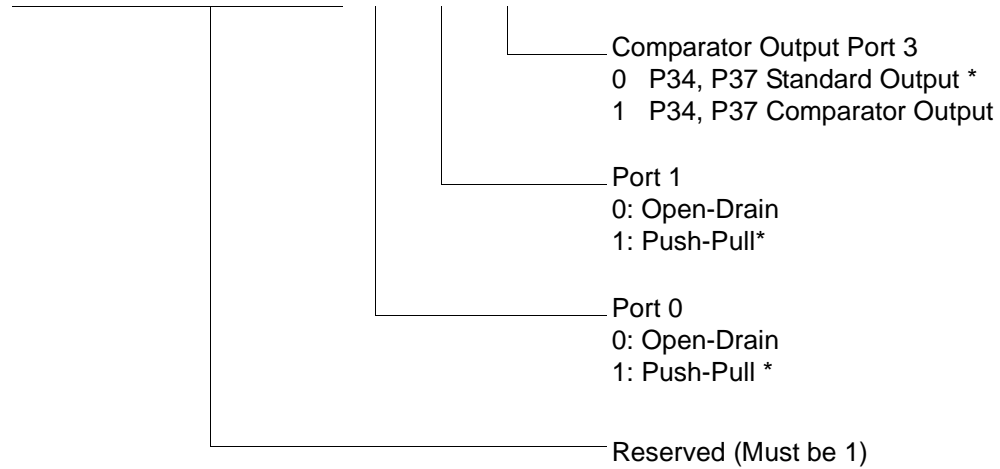 Comparator Output Port 3
0 P34, P37 Standard Output *
1 P34, P37 Comparator Output
Port 1
0: Open-Drain
1: Push-Pull*
Port 0
0: Open-Drain
1: Push-Pull *
Reserved (Must be 1)